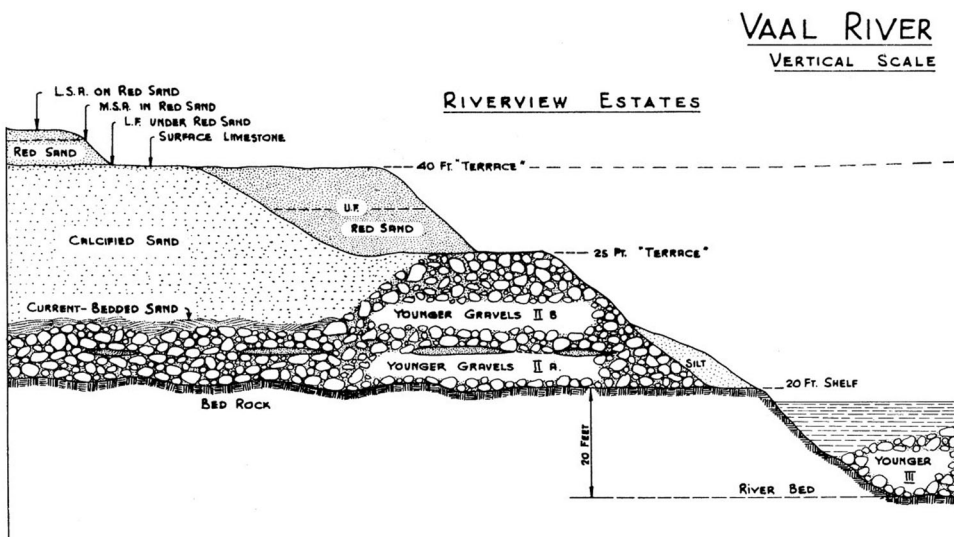 VAAL RIVER
VERTICAL SCALE
RIVERVIEW ESTATES
L.S.A. ON RED SAND
M.S.A. IN RED SAND
L.F. UNDER RED SAND
SURFACE LIMESTONE
RED SAND
40 FT. "TERRACE"
U.F.
RED SAND
CALCIFIED SAND
25 FT. "TERRACE"
CURRENT-BEDDED SAND
YOUNGER GRAVELS II B
YOUNGER GRAVELS II A.
SILT
20 FT. SHELF
BED ROCK
20 FEET
YOUNGER
III
RIVER BED